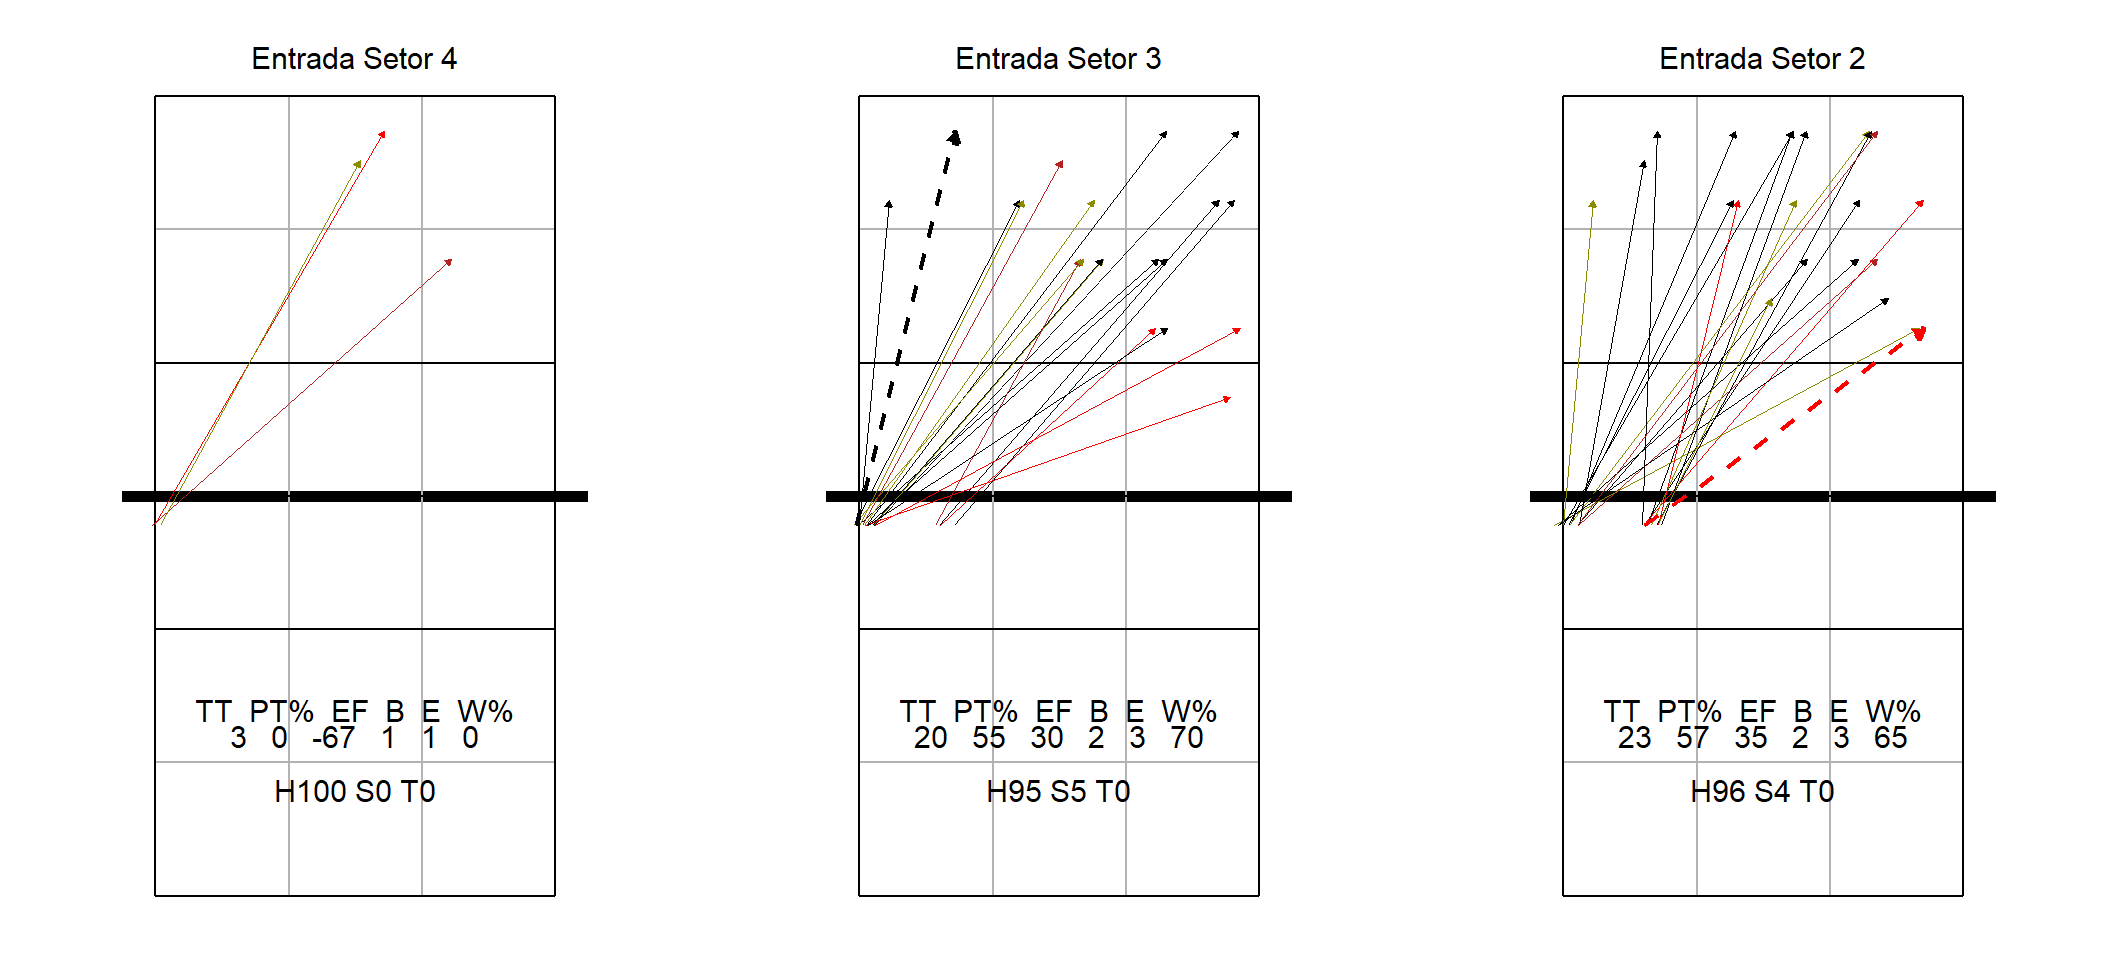 Entrada Setor 4
TT PT% EF B E W%
3 0 -67 1 1 0
H100 S0 T0
Entrada Setor 3
TT PT% EF B E W%
20 55 30 2 3 70
H95 S5 T0
Entrada Setor 2
TT PT% EF B E W%
23 57 35 2 3 65
H96 S4 T0